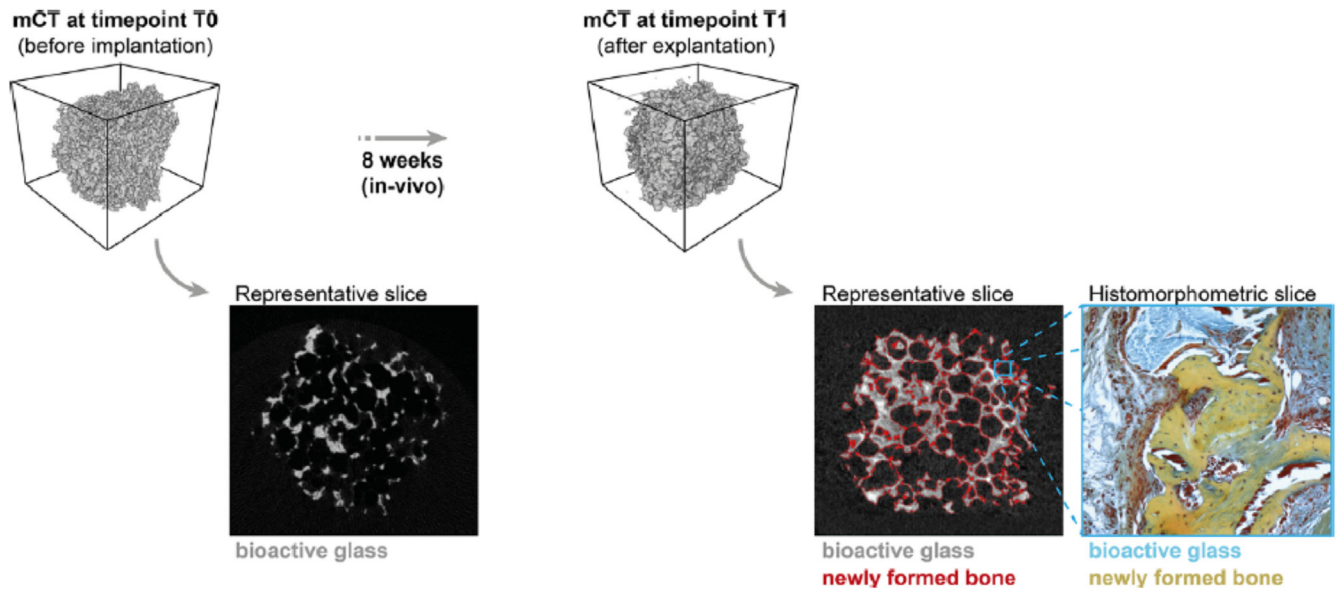 mCT at timepoint T0
(before implantation)
mCT at timepoint T1
(after explantation)
8 weeks
(in-vivo)
Representative slice
bioactive glass
Representative slice
Histomorphometric slice
bioactive glass
newly formed bone
bioactive glass
newly formed bone